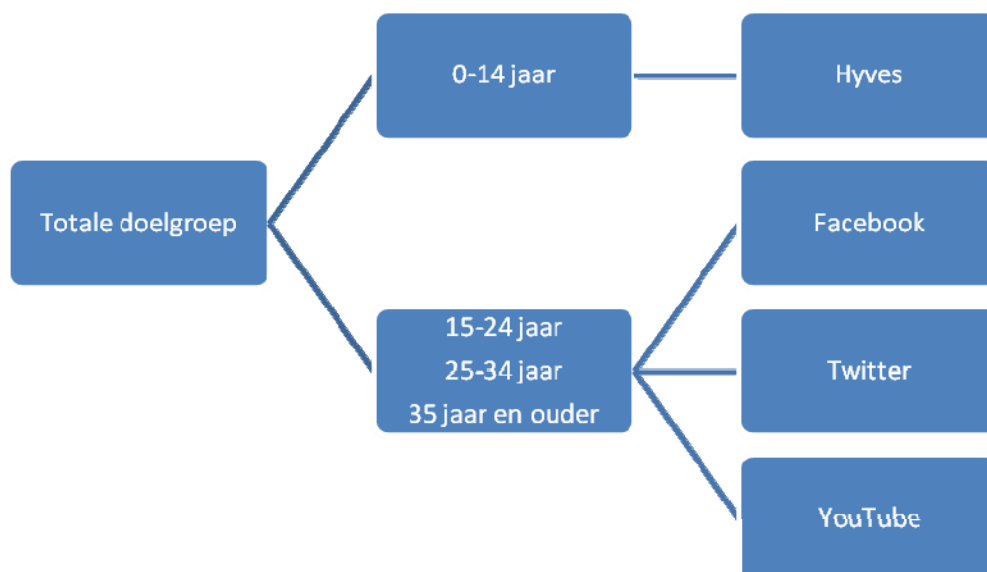 Totale doelgroep
0-14 jaar
Hyves
15-24 jaar
25-34 jaar
35 jaar en ouder
Facebook
Twitter
YouTube